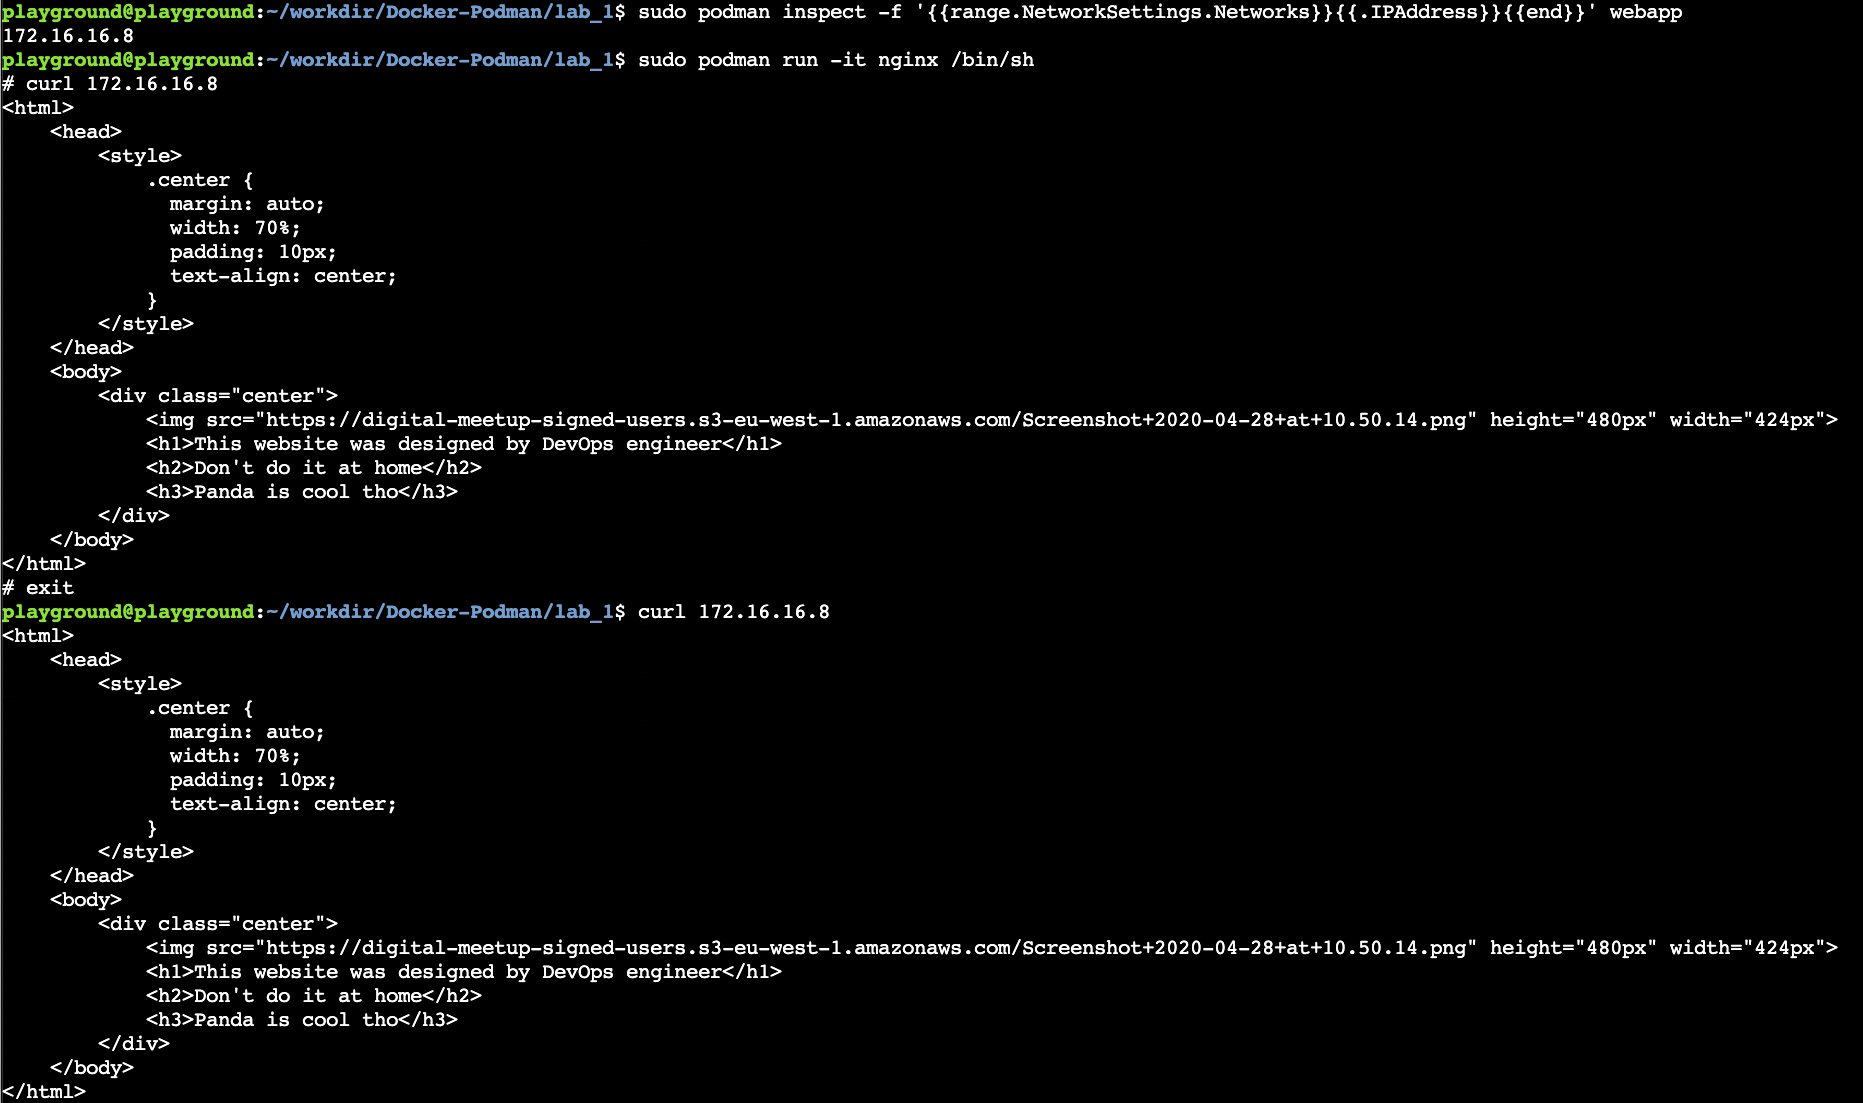 playground@playground:~/workdir/Docker-Podman/lab_1$ sudo podman inspect -f '{{range.NetworkSettings.Networks}}{{.IPAddress}}{{end}}' webapp
172.16.16.8
playground@playground:~/workdir/Docker-Podman/lab_1$ sudo podman run -it nginx /bin/sh
# curl 172.16.16.8
<html>
    <head>
        <style>
            .center {
              margin: auto;
              width: 70%;
              padding: 10px;
              text-align: center;
            }
        </style>
    </head>
    <body>
        <div class="center">
            <img src="https://digital-meetup-signed-users.s3-eu-west-1.amazonaws.com/Screenshot+2020-04-28+at+10.50.14.png" height="480px" width="424px">
            <h1>This website was designed by DevOps engineer</h1>
            <h2>Don't do it at home</h2>
            <h3>Panda is cool tho</h3>
        </div>
    </body>
</html>
# exit
playground@playground:~/workdir/Docker-Podman/lab_1$ curl 172.16.16.8
<html>
    <head>
        <style>
            .center {
              margin: auto;
              width: 70%;
              padding: 10px;
              text-align: center;
            }
        </style>
    </head>
    <body>
        <div class="center">
            <img src="https://digital-meetup-signed-users.s3-eu-west-1.amazonaws.com/Screenshot+2020-04-28+at+10.50.14.png" height="480px" width="424px">
            <h1>This website was designed by DevOps engineer</h1>
            <h2>Don't do it at home</h2>
            <h3>Panda is cool tho</h3>
        </div>
    </body>
</html>